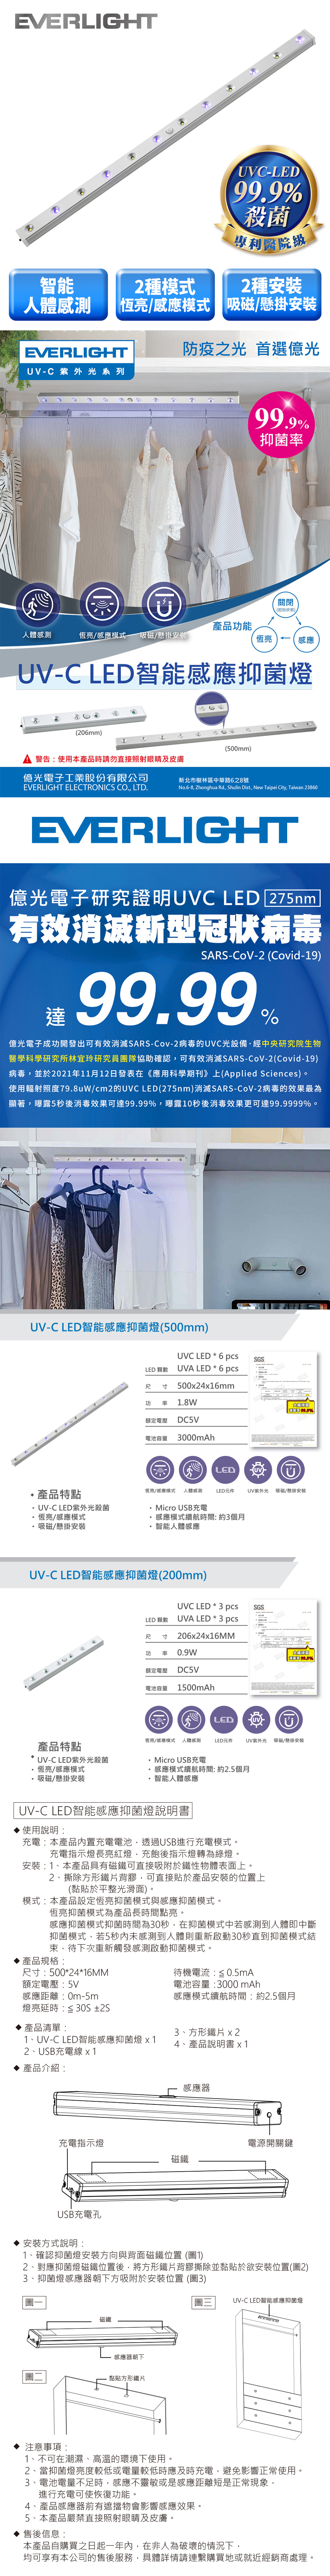 EVERLIGHT
UVC-LED
99.9%
殺菌
專利醫院級
智能
人體感測
2種模式
恆亮/感應模式
2種安裝
吸磁/懸掛安裝
EVERLIGHT
UV-C 紫外光系列
防疫之光 首選億光
99.9%
抑菌率
人體感測
恆亮/感應模式
吸磁/懸掛安裝
產品功能
關閉
恆亮
感應
UV-C LED智能感應抑菌燈
(206mm)
(500mm)
警告：使用本產品時請勿直接照射眼睛及皮膚
億光電子工業股份有限公司
EVERLIGHT ELECTRONICS CO., LTD.
新北市樹林區中華路6.28號
No.6-8, Zhonghua Rd., Shulin Dist., New Taipei City, Taiwan 23860
EVERLIGHT
億光電子研究證明UVC LED 275nm
有效消滅新型冠狀病毒
SARS-CoV-2 (Covid-19)
達 99.99 %
億光電子成功開發出可有效消滅SARS-Cov-2病毒的UVC光設備，經中央研究院生物
醫學科學研究所林宜玲研究員團隊協助確認，可有效消滅SARS-CoV-2(Covid-19)
病毒，並於2021年11月12日發表在《應用科學期刊》上(Applied Sciences)。
使用輻射照度79.8uW/cm2的UVC LED(275nm)消滅SARS-CoV-2病毒的效果最為
顯著，曝露5秒後消毒效果可達99.99%，曝露10秒後消毒效果更可達99.9999%。
UV-C LED智能感應抑菌燈(500mm)
LED 顆數
UVC LED * 6 pcs
UVA LED * 6 pcs
尺 寸 500x24x16mm
功 率 1.8W
額定電壓 DC5V
電池容量 3000mAh
SGS
恆亮/感應模式 人體感測 LED元件 UV紫外光 吸磁/懸掛安裝
LED
UV
產品特點
UV-C LED紫外光殺菌
恆亮/感應模式
吸磁/懸掛安裝
Micro USB充電
感應模式續航時間: 約3個月
智能人體感應
UV-C LED智能感應抑菌燈(200mm)
LED 顆數
UVC LED * 3 pcs
UVA LED * 3 pcs
尺 寸 206x24x16MM
功 率 0.9W
額定電壓 DC5V
電池容量 1500mAh
SGS
恆亮/感應模式 人體感測 LED元件 UV紫外光 吸磁/懸掛安裝
LED
UV
產品特點
UV-C LED紫外光殺菌
恆亮/感應模式
吸磁/懸掛安裝
Micro USB充電
感應模式續航時間: 約2.5個月
智能人體感應
UV-C LED智能感應抑菌燈說明書
使用說明：
充電：本產品內置充電電池，透過USB進行充電模式。
充電指示燈長亮紅燈，充飽後指示燈轉為綠燈。
安裝：1、本產品具有磁鐵可直接吸附於鐵性物體表面上。
2、撕除方形鐵片背膠，可直接貼於產品安裝的位置上
(黏貼於平整光滑面)。
模式：本產品設定恆亮抑菌模式與感應抑菌模式。
恆亮抑菌模式為產品長時間點亮。
感應抑菌模式抑菌時間為30秒，在抑菌模式中若感測到人體即中斷
抑菌模式，若5秒內未感測到人體則重新啟動30秒直到抑菌模式結
束，待下次重新觸發感測啟動抑菌模式。
產品規格：
尺寸：500*24*16MM
額定電壓：5V
感應距離：0m-5m
燈亮延時：≦ 30S ±2S
待機電流：≦ 0.5mA
電池容量 :3000 mAh
感應模式續航時間：約2.5個月
產品清單：
1、UV-C LED智能感應抑菌燈 x 1
2、USB充電線 x 1
3、方形鐵片 x 2
4、產品說明書 x 1
產品介紹：
感應器
充電指示燈
電源開關鍵
磁鐵
USB充電孔
安裝方式說明：
1、確認抑菌燈安裝方向與背面磁鐵位置 (圖1)
2、對應抑菌燈磁鐵位置後，將方形鐵片背膠撕除並黏貼於欲安裝位置(圖2)
3、抑菌燈感應器朝下方吸附於安裝位置 (圖3)
圖一
磁鐵
感應器朝下
圖二
黏貼方形鐵片
圖三
UV-C LED智能感應抑菌燈
注意事項：
1、不可在潮濕、高溫的環境下使用。
2、當抑菌燈亮度較低或電量較低時應及時充電，避免影響正常使用。
3、電池電量不足時，感應不靈敏或是感應距離短是正常現象，
進行充電可使恢復功能。
4、產品感應器前有遮擋物會影響感應效果。
5、本產品嚴禁直接照射眼睛及皮膚。
售後信息：
本產品自購買之日起一年內，在非人為破壞的情況下，
均可享有本公司的售後服務，具體詳情請連繫購買地或就近經銷商處理。